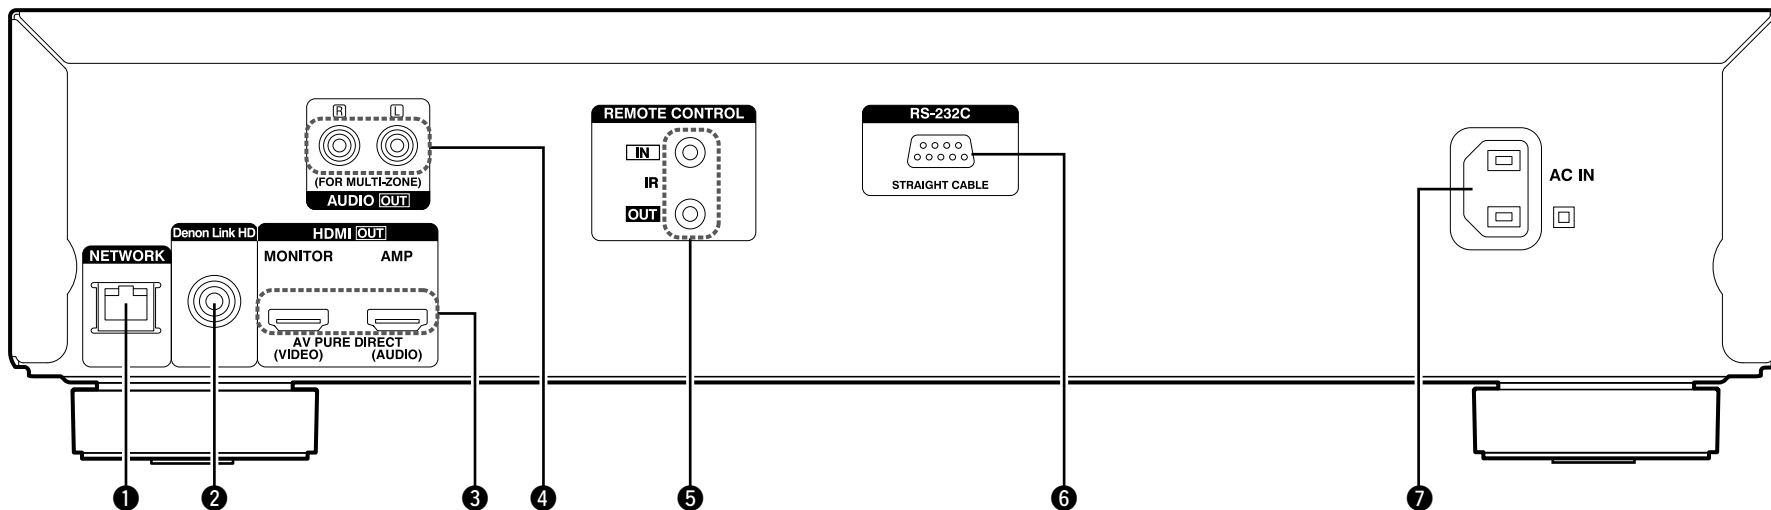 R L
(FOR MULTI-ZONE)
AUDIO OUT
REMOTE CONTROL
IN
IR
OUT
RS-232C
STRAIGHT CABLE
AC IN
NETWORK
Denon Link HD
HDMI OUT
MONITOR AMP
AV PURE DIRECT
(VIDEO) (AUDIO)
1 2 3 4 5 6 7